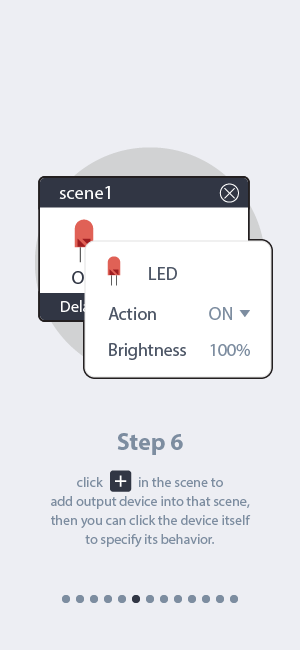 scene1
O
Dela
LED
Action ON
Brightness 100%
Step 6
click + in the scene to
add output device into that scene,
then you can click the device itself
to specify its behavior.